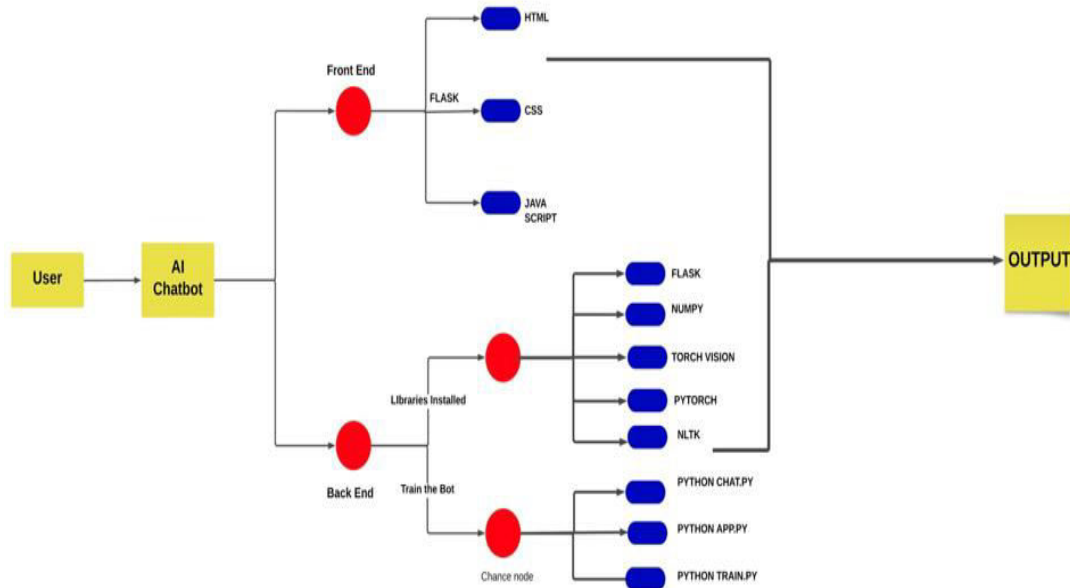 HTML
Front End
FLASK
CSS
JAVA
SCRIPT
User
AI
Chatbot
OUTPUT
FLASK
NUMPY
TORCH VISION
PYTORCH
NLTK
LIbraries Installed
Back End
Train the Bot
PYTHON CHAT.PY
PYTHON APP.PY
PYTHON TRAIN.PY
Chance node